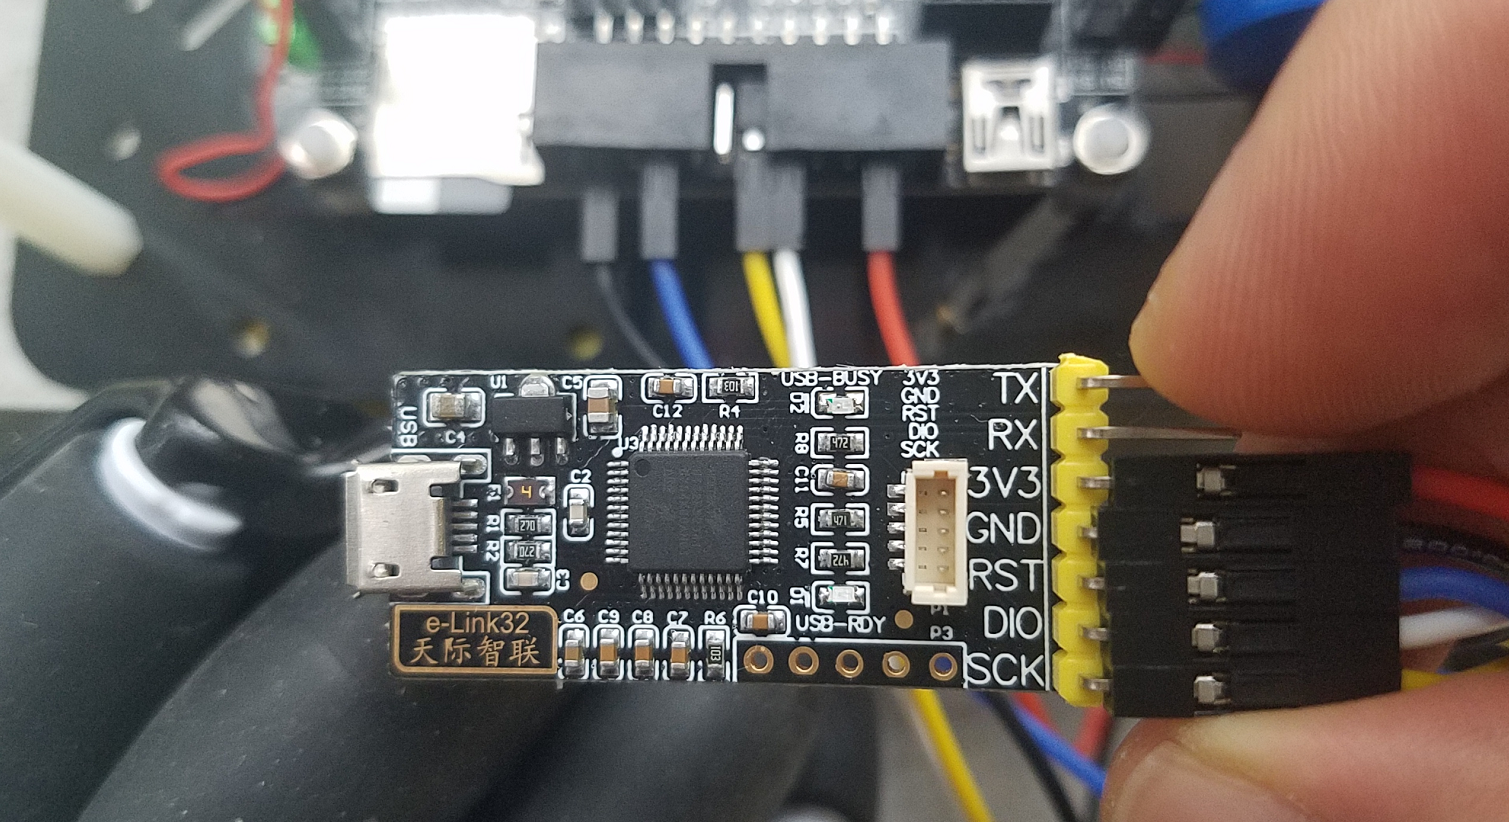 U1
C5
C12
R4
103
USB-BUSY
D2
3V3
GND
RST
DIO
SCK
TX
RX
3V3
GND
RST
DIO
SCK
USB
C4
U3
R8
472
C11
R5
471
R7
472
D1
USB-RDY
C2
4
R1
270
R2
270
C3
P1
P3
C10
C6
C9
C8
C7
R6
103
e-Link32
天际智联